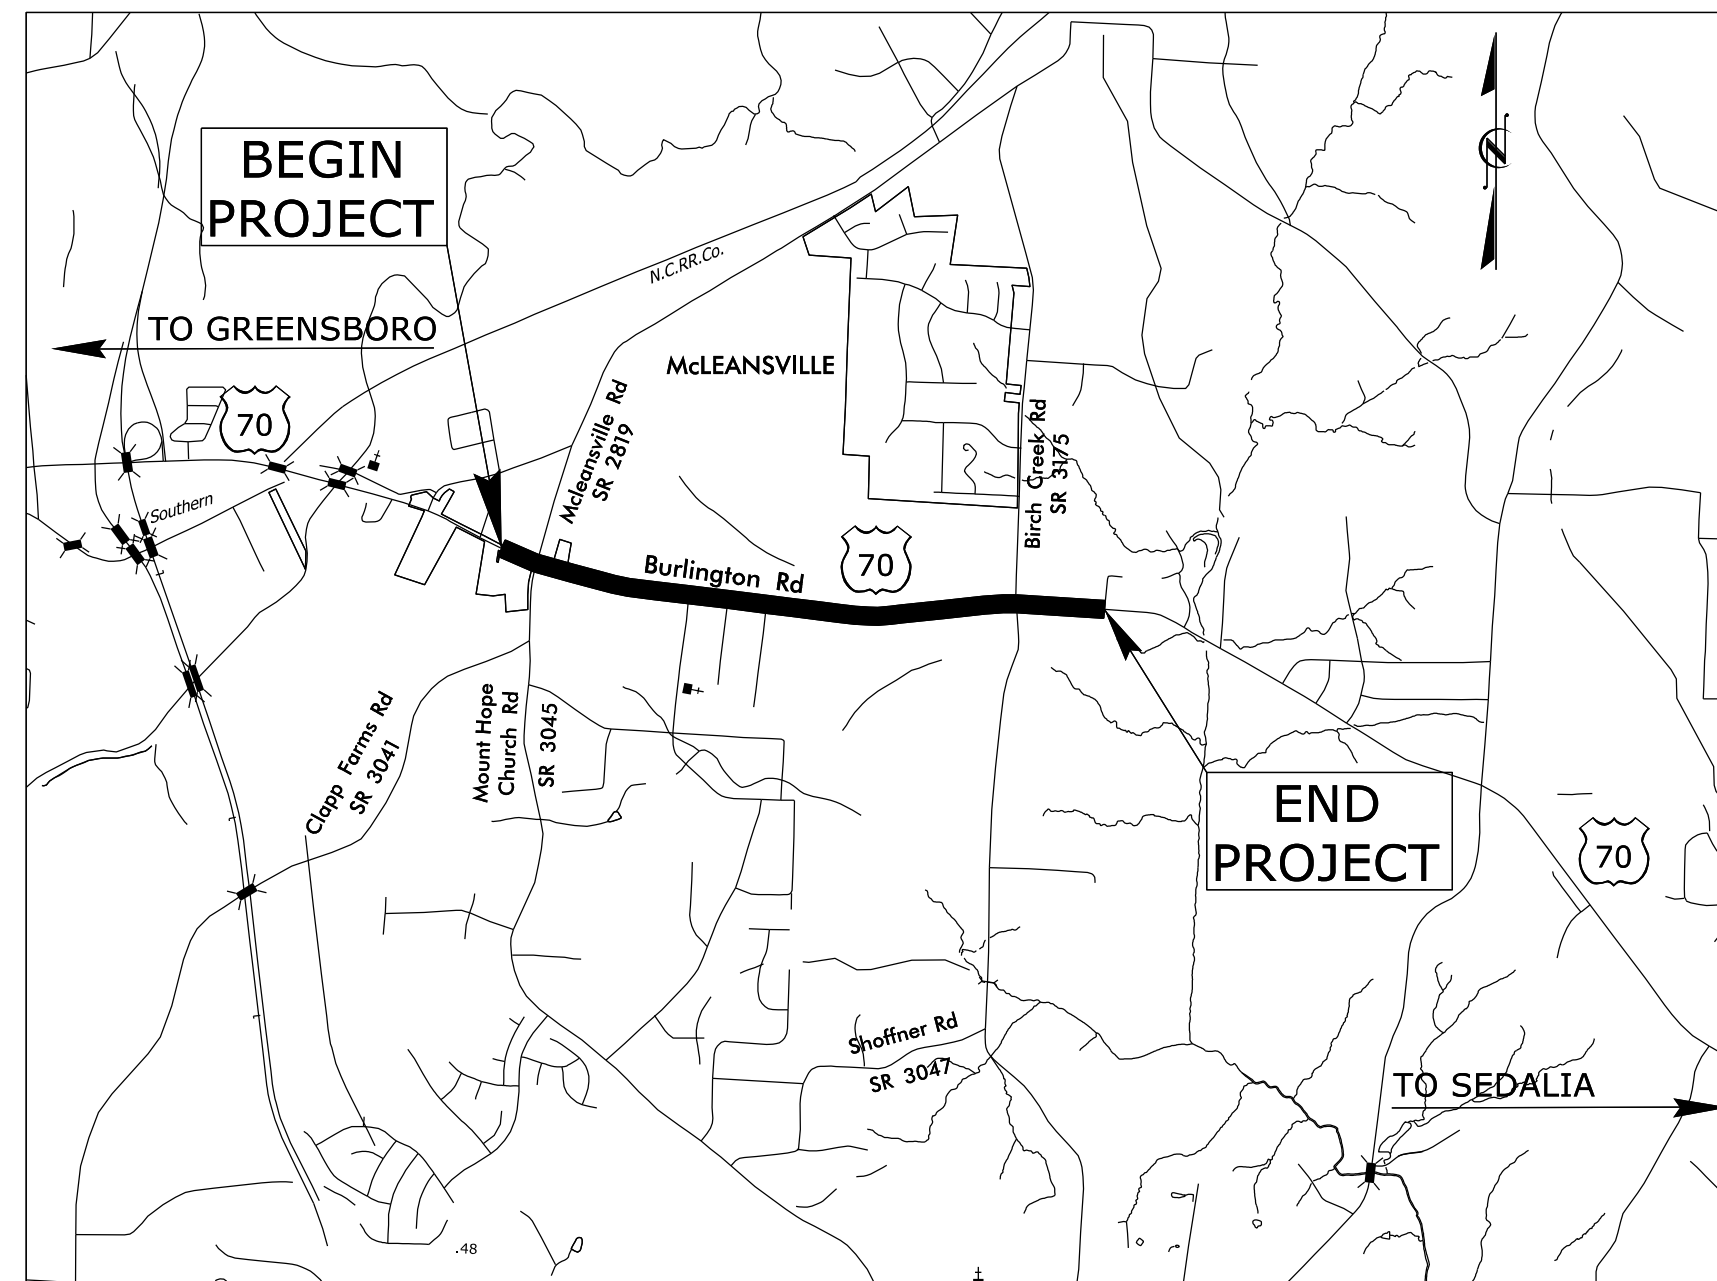 BEGIN
PROJECT
N.C.RR.Co.
TO GREENSBORO
McLEANSVILLE
70
Mcleansville Rd
SR 2819
Birch Creek Rd
SR 3175
Southern
Burlington Rd
70
Clapp Farms Rd
SR 3041
Mount Hope
Church Rd
SR 3045
END
PROJECT
70
Shoffner Rd
SR 3047
TO SEDALIA
.48
N